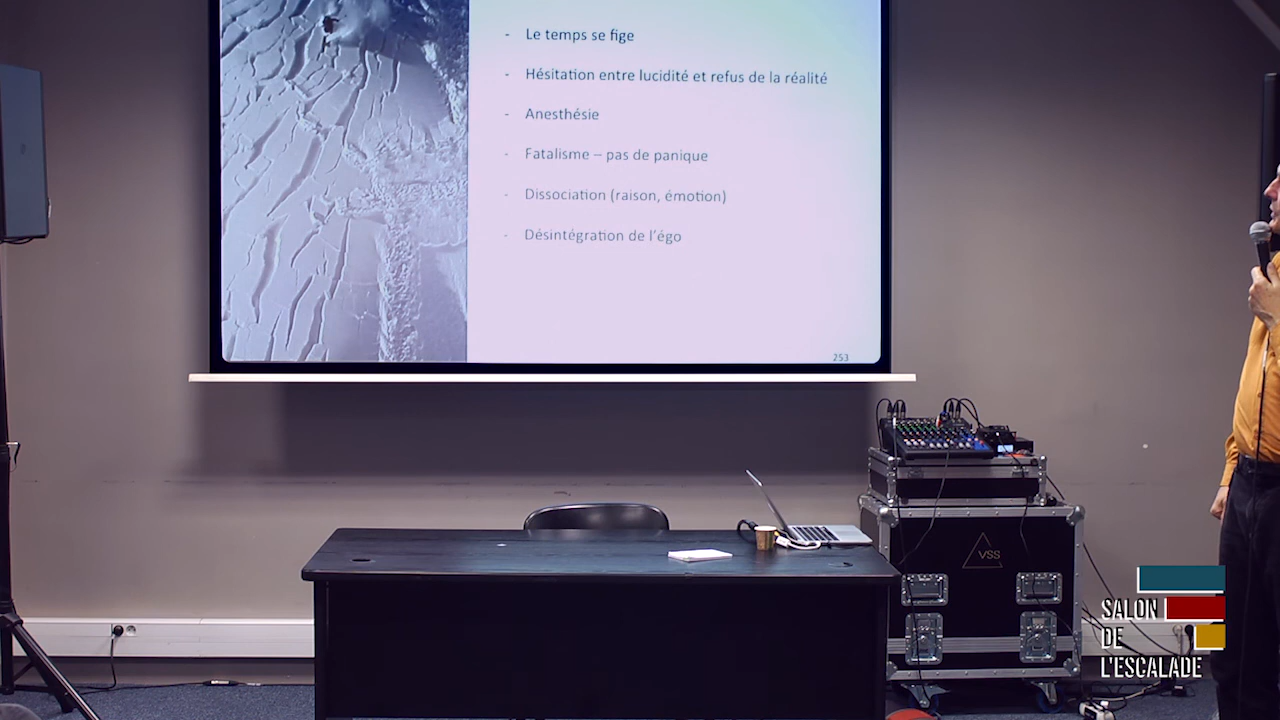 - Le temps se fige
- Hésitation entre lucidité et refus de la réalité
- Anesthésie
- Fatalisme – pas de panique
- Dissociation (raison, émotion)
- Désintégration de l'égo
253
VSS
SALON
DE
L'ESCALADE